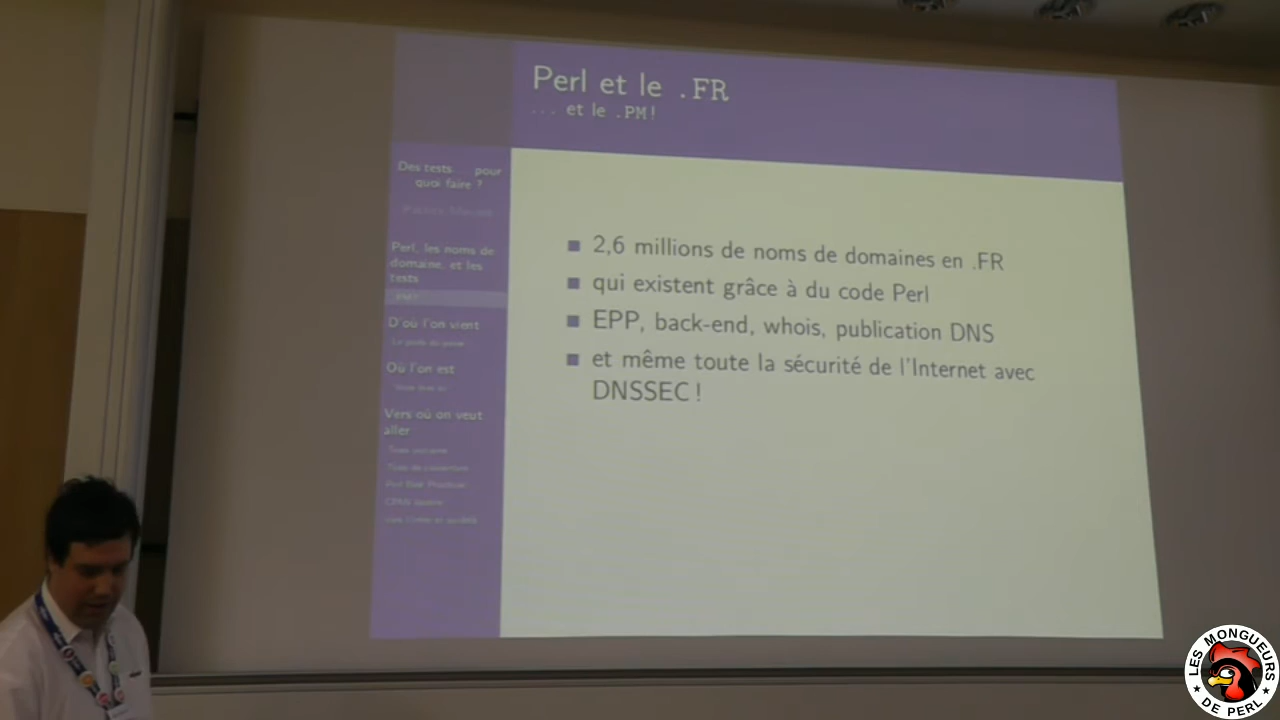 Perl et le .FR
... et le .PM!
Des tests ... pour
quoi faire ?
Perl, les noms de
domaine, et les
tests
D'où l'on vient
Où l'on est
Vers où on veut
aller
2,6 millions de noms de domaines en .FR
qui existent grâce à du code Perl
EPP, back-end, whois, publication DNS
et même toute la sécurité de l'Internet avec
DNSSEC !
LES MONGUEURS
DE PERL